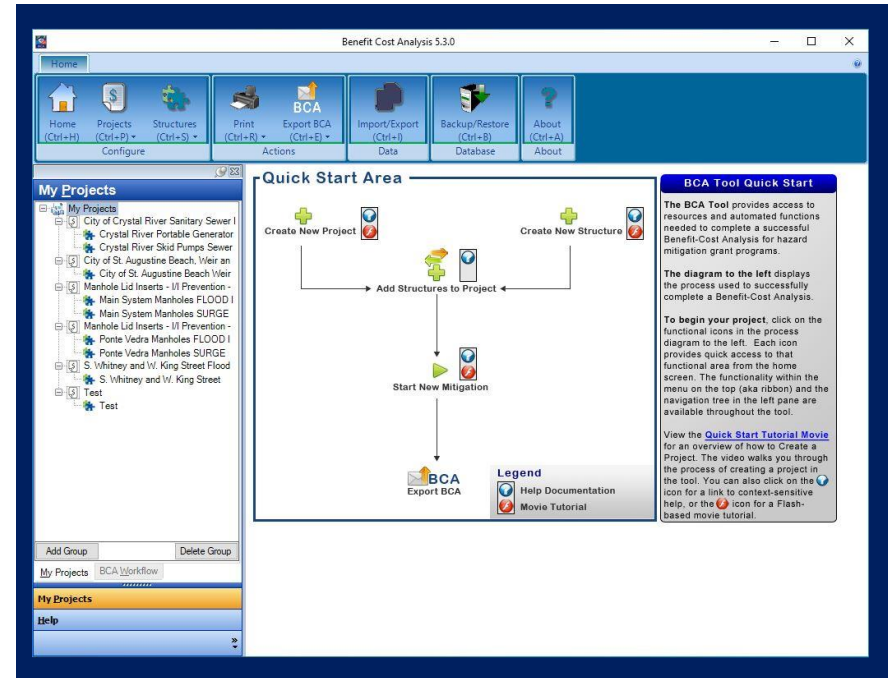 Benefit Cost Analysis 5.3.0
Home
Home
(Ctrl+H)
Projects
(Ctrl+P)
Structures
(Ctrl+S)
Configure
Print
(Ctrl+R)
BCA
Export BCA
(Ctrl+E)
Actions
Import/Export
(Ctrl+I)
Data
Backup/Restore
(Ctrl+B)
Database
About
(Ctrl+A)
About
My Projects
My Projects
City of Crystal River Sanitary Sewer I
Crystal River Portable Generator
Crystal River Skid Pumps Sewer
City of St. Augustine Beach, Weir an
City of St. Augustine Beach Weir
Manhole Lid Inserts - I/I Prevention -
Main System Manholes FLOOD I
Main System Manholes SURGE
Manhole Lid Inserts - I/I Prevention -
Ponte Vedra Manholes FLOOD I
Ponte Vedra Manholes SURGE
S. Whitney and W. King Street Flood
S. Whitney and W. King Street
Test
Test
Add Group
Delete Group
My Projects
BCA Workflow
My Projects
Help
Quick Start Area
Create New Project
Create New Structure
Add Structures to Project
Start New Mitigation
BCA
Export BCA
Legend
Help Documentation
Movie Tutorial
BCA Tool Quick Start
The BCA Tool provides access to
resources and automated functions
needed to complete a successful
Benefit-Cost Analysis for hazard
mitigation grant programs.
The diagram to the left displays
the process used to successfully
complete a Benefit-Cost Analysis.
To begin your project, click on the
functional icons in the process
diagram to the left. Each icon
provides quick access to that
functional area from the home
screen. The functionality within the
menu on the top (aka ribbon) and the
navigation tree in the left pane are
available throughout the tool.
View the Quick Start Tutorial Movie
for an overview of how to Create a
Project. The video walks you through
the process of creating a project in
the tool. You can also click on the
icon for a link to context-sensitive
help, or the icon for a Flash-
based movie tutorial.